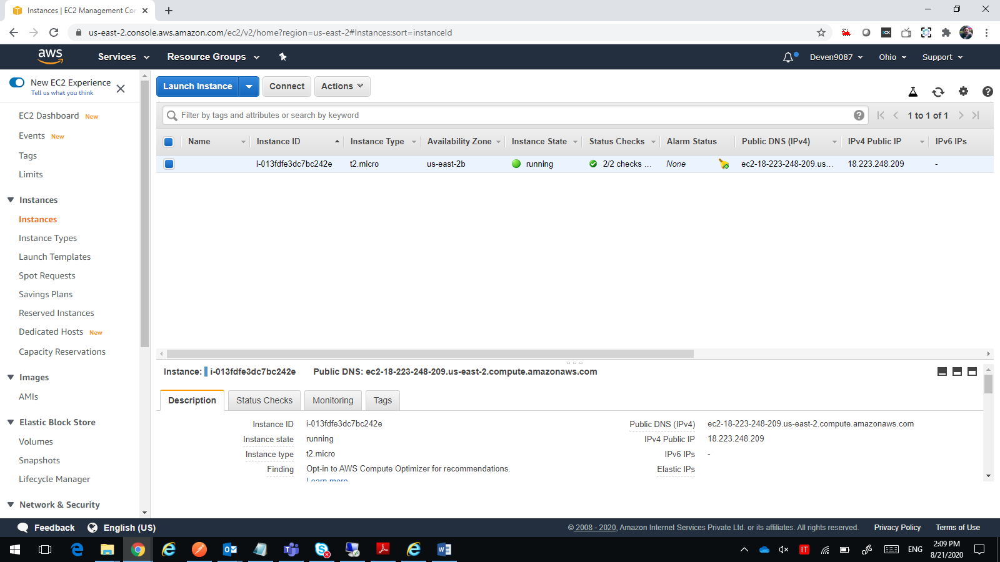 Instances | EC2 Management Con
us-east-2.console.aws.amazon.com/ec2/v2/home?region=us-east-2#Instances:sort=instanceId
aws Services Resource Groups Deven9087 Ohio Support
New EC2 Experience
Tell us what you think
EC2 Dashboard New
Events New
Tags
Limits
Instances
Instances
Instance Types
Launch Templates
Spot Requests
Savings Plans
Reserved Instances
Dedicated Hosts New
Capacity Reservations
Images
AMIs
Elastic Block Store
Volumes
Snapshots
Lifecycle Manager
Network & Security
Launch Instance Connect Actions
Filter by tags and attributes or search by keyword 1 to 1 of 1
Name Instance ID Instance Type Availability Zone Instance State Status Checks Alarm Status Public DNS (IPv4) IPv4 Public IP IPv6 IPs
i-013fdfe3dc7bc242e t2.micro us-east-2b running 2/2 checks ... None ec2-18-223-248-209.us... 18.223.248.209 -
Instance: i-013fdfe3dc7bc242e Public DNS: ec2-18-223-248-209.us-east-2.compute.amazonaws.com
Description Status Checks Monitoring Tags
Instance ID i-013fdfe3dc7bc242e Public DNS (IPv4) ec2-18-223-248-209.us-east-2.compute.amazonaws.com
Instance state running IPv4 Public IP 18.223.248.209
Instance type t2.micro IPv6 IPs -
Finding Opt-in to AWS Compute Optimizer for recommendations. Elastic IPs
Learn more
Feedback English (US) © 2008 - 2020, Amazon Internet Services Private Ltd. or its affiliates. All rights reserved. Privacy Policy Terms of Use
ENG 2:09 PM
8/21/2020